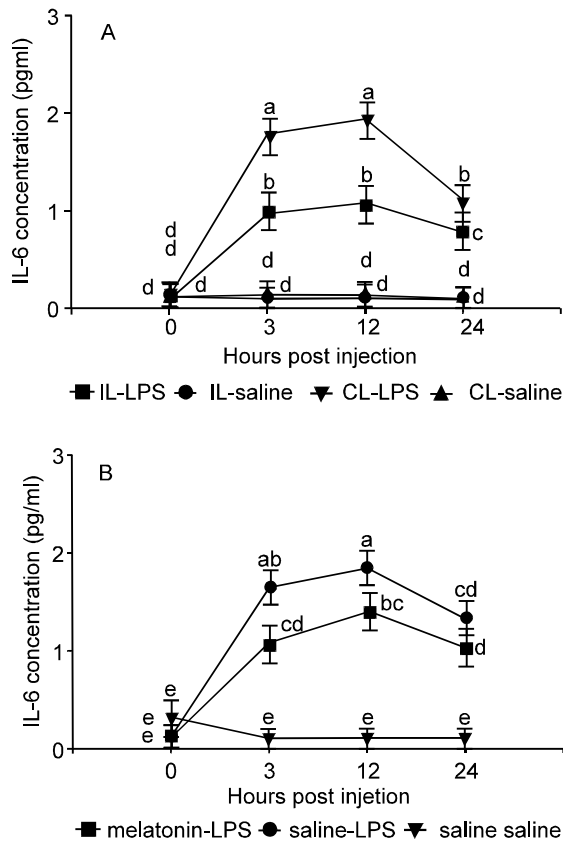 A
IL-6 concentration (pgml)
3
2
1
0
a
a
b
b
b
c
d
d
d
d
d
d
d
d
d
d
0 3 12 24
Hours post injection
IL-LPS IL-saline CL-LPS CL-saline
B
IL-6 concentration (pg/ml)
3
2
1
0
ab
a
cd
cd
bc
d
e
e
e
e
e
e
0 3 12 24
Hours post injetion
melatonin-LPS saline-LPS saline saline